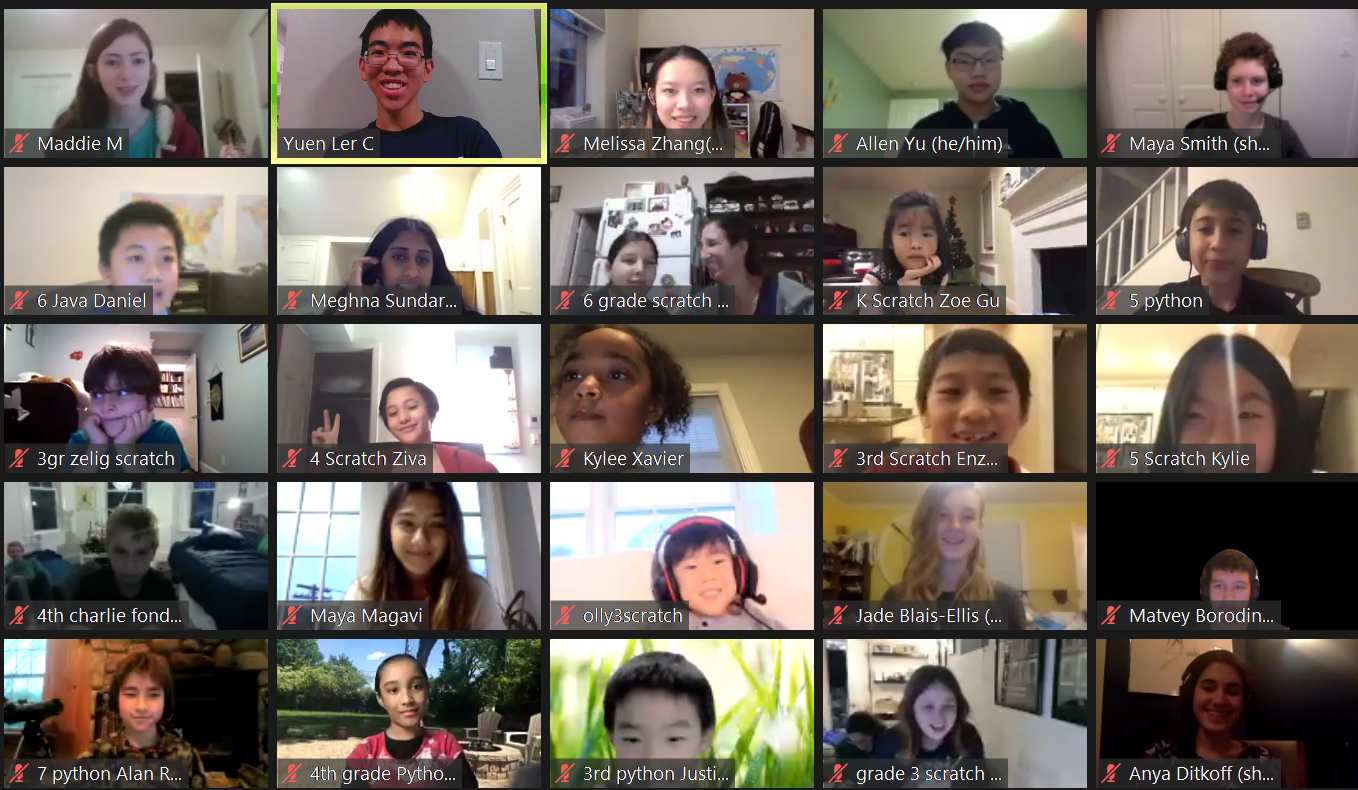 Maddie M
Yuen Ler C
Melissa Zhang(...
Allen Yu (he/him)
Maya Smith (sh...
6 Java Daniel
Meghna Sundar...
6 grade scratch ...
K Scratch Zoe Gu
5 python
3gr zelig scratch
4 Scratch Ziva
Kylee Xavier
3rd Scratch Enz...
5 Scratch Kylie
4th charlie fond...
Maya Magavi
olly3scratch
Jade Blais-Ellis (...
Matvey Borodin...
7 python Alan R...
4th grade Pytho...
3rd python Justi...
grade 3 scratch ...
Anya Ditkoff (sh...